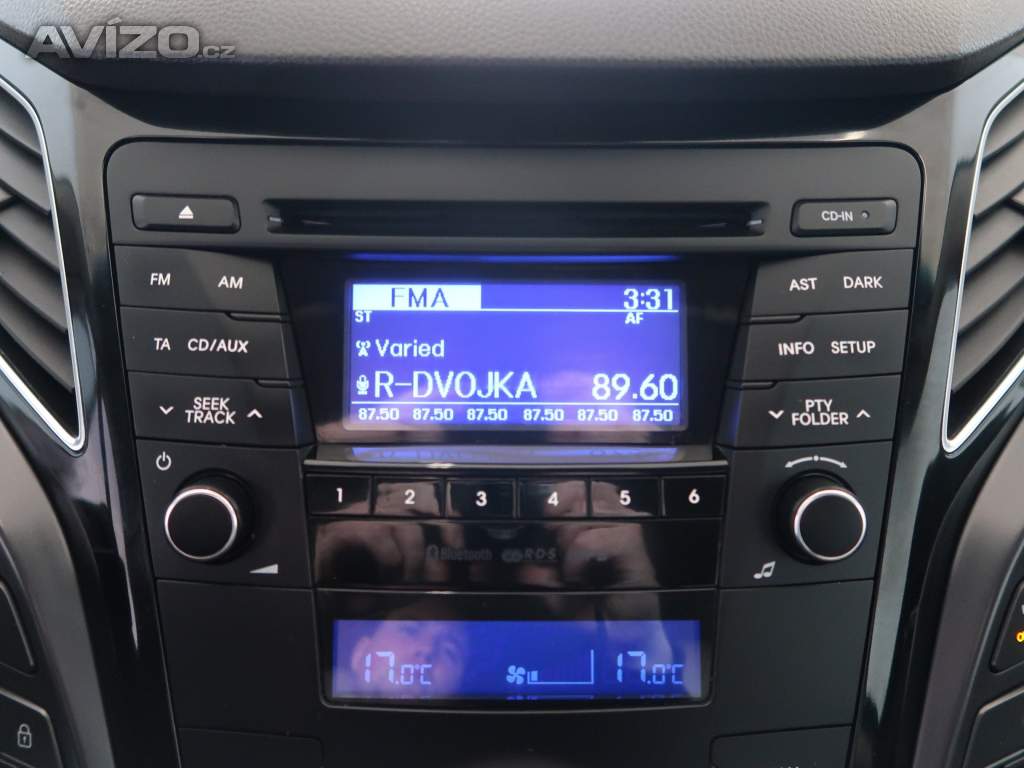 AVÍZO.cz
CD-IN
FM AM
FMA 3:31
AST DARK
ST AF
TA CD/AUX
Varied
INFO SETUP
R-DVOJKA 89.60
SEEK TRACK
87.50 87.50 87.50 87.50 87.50 87.50
PTY FOLDER
1 2 3 4 5 6
Bluetooth R·D·S
17.0°C 17.0°C